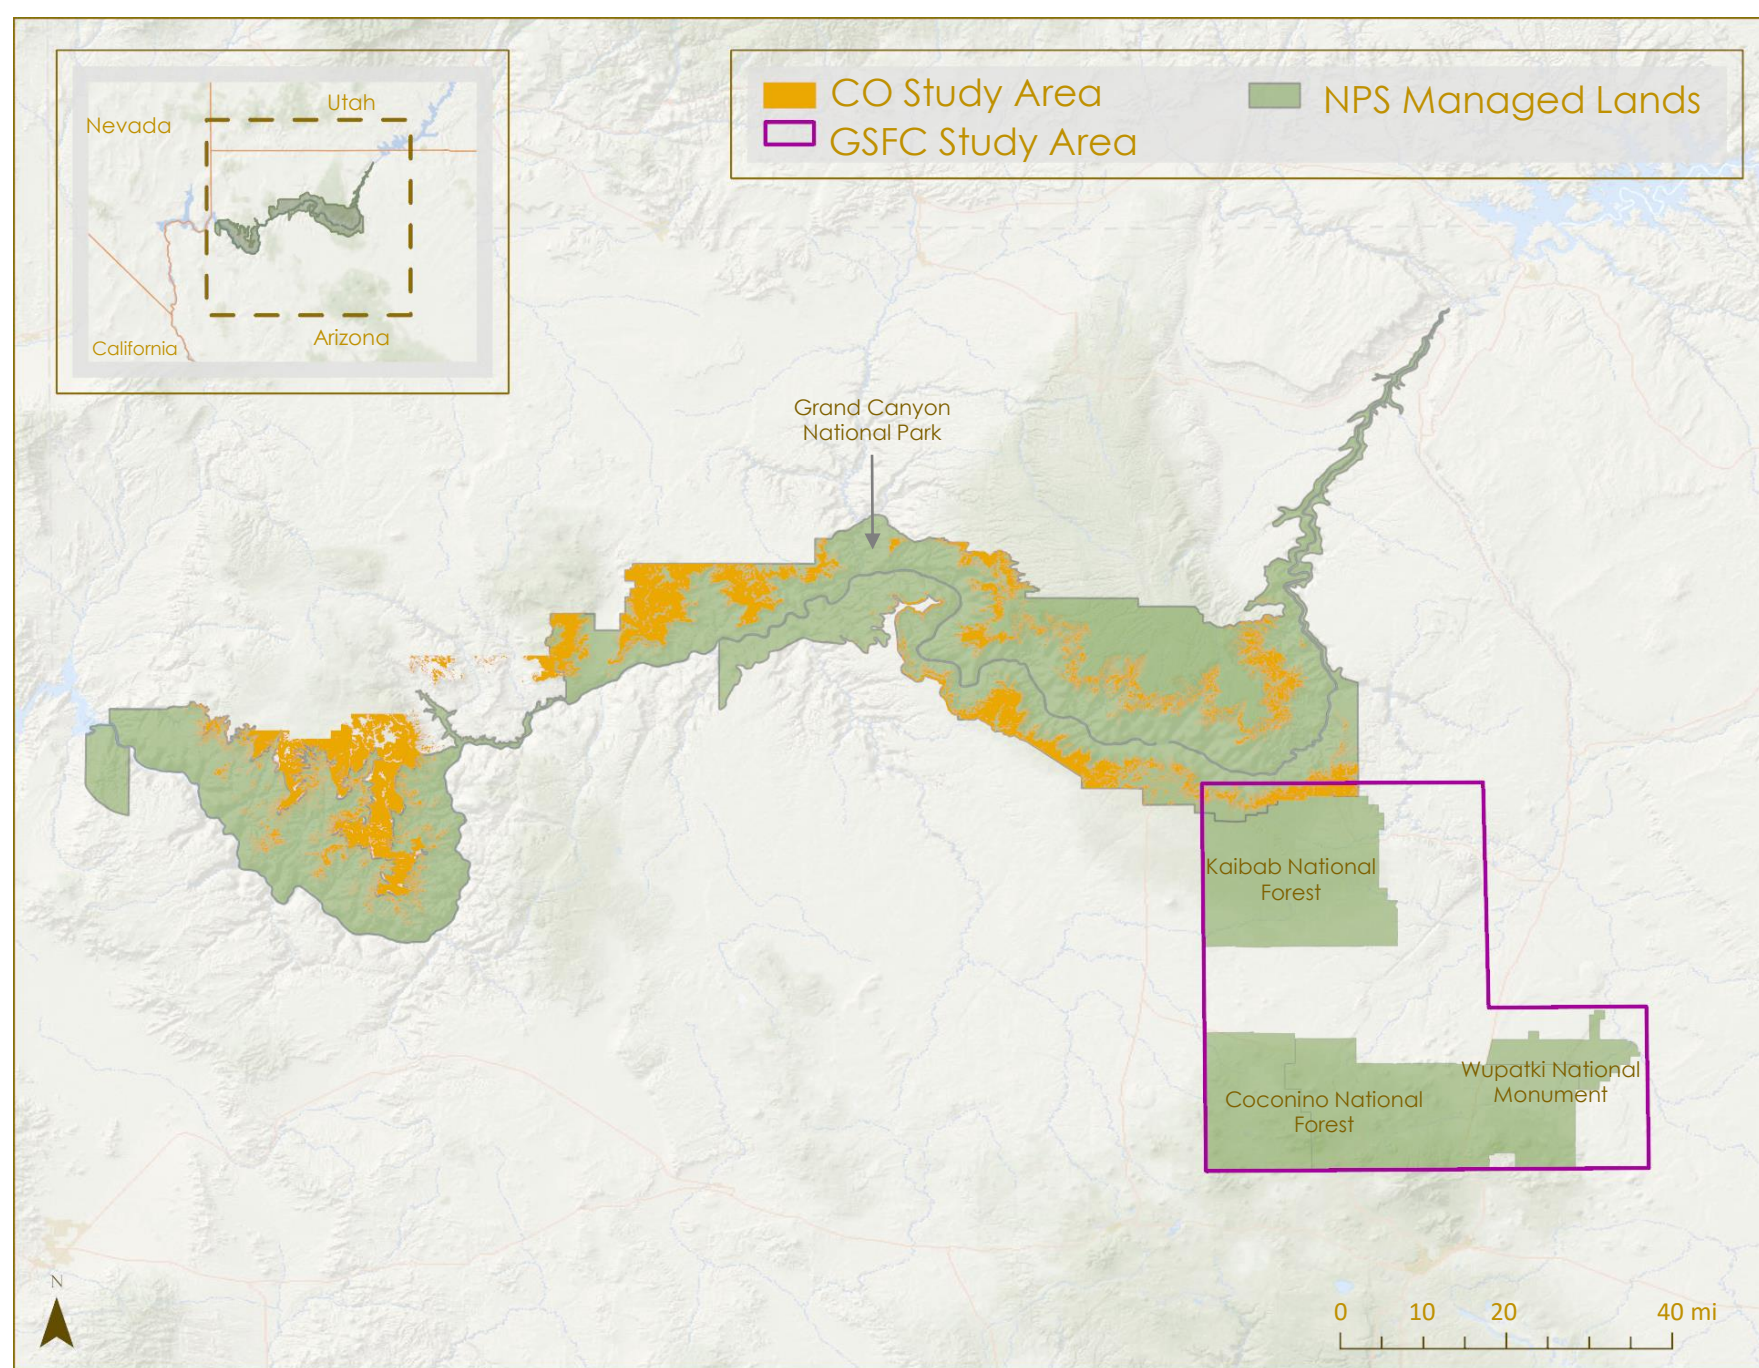 Utah
Nevada
California
Arizona
CO Study Area
GSFC Study Area
NPS Managed Lands
Grand Canyon
National Park
Kaibab National
Forest
Wupatki National
Monument
Coconino National
Forest
N
0 10 20 40 mi